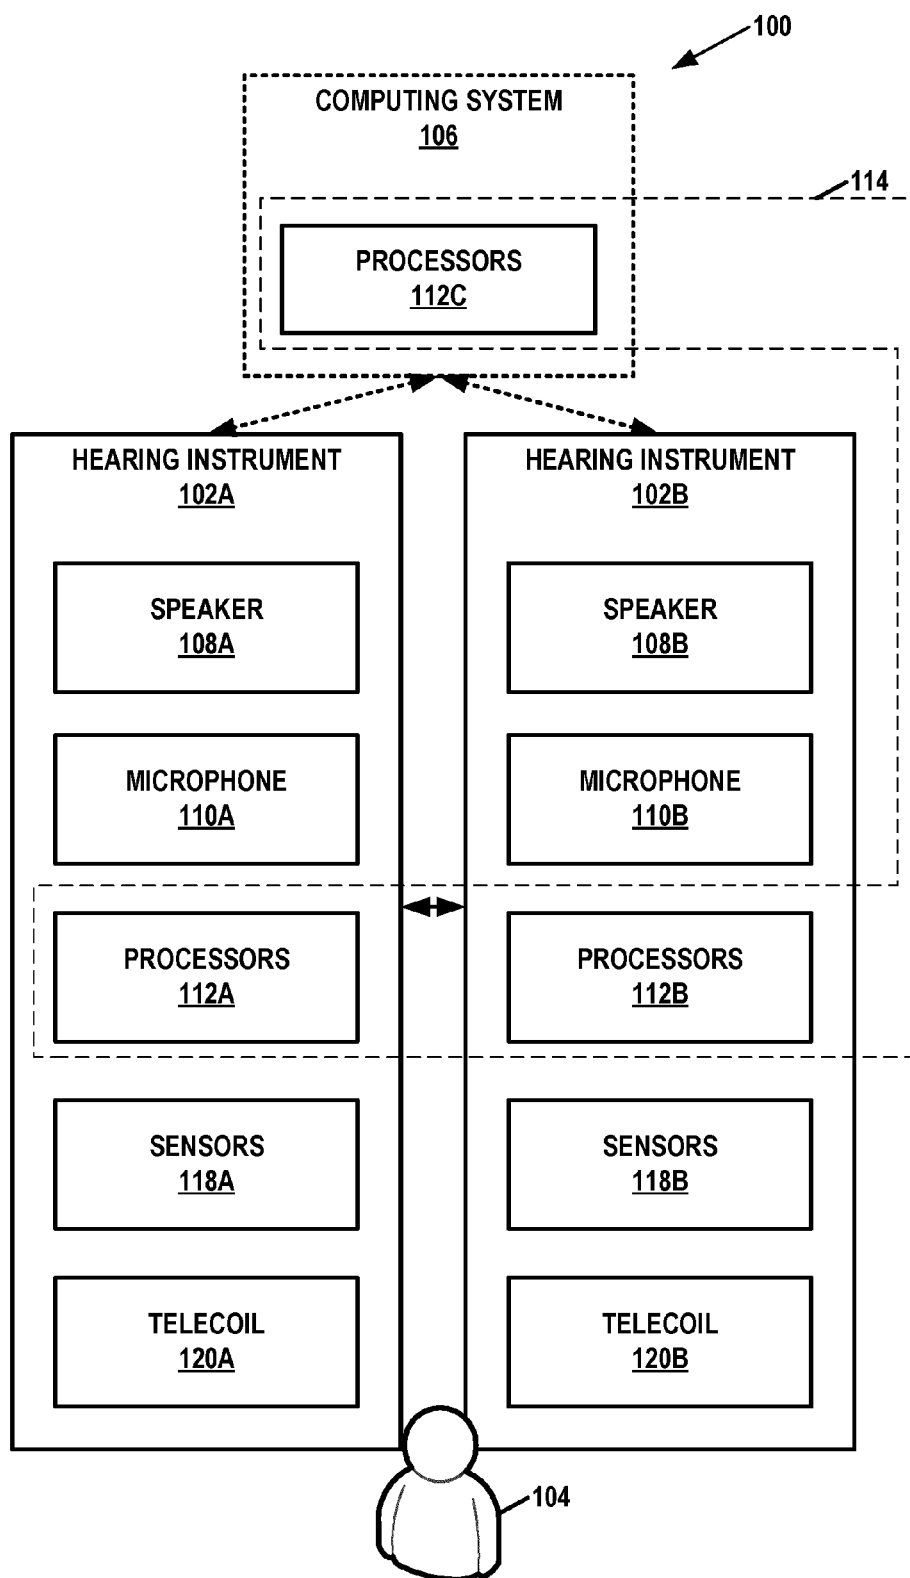 100
COMPUTING SYSTEM
106
114
PROCESSORS
112C
HEARING INSTRUMENT
102A
HEARING INSTRUMENT
102B
SPEAKER
108A
SPEAKER
108B
MICROPHONE
110A
MICROPHONE
110B
PROCESSORS
112A
PROCESSORS
112B
SENSORS
118A
SENSORS
118B
TELECOIL
120A
TELECOIL
120B
104